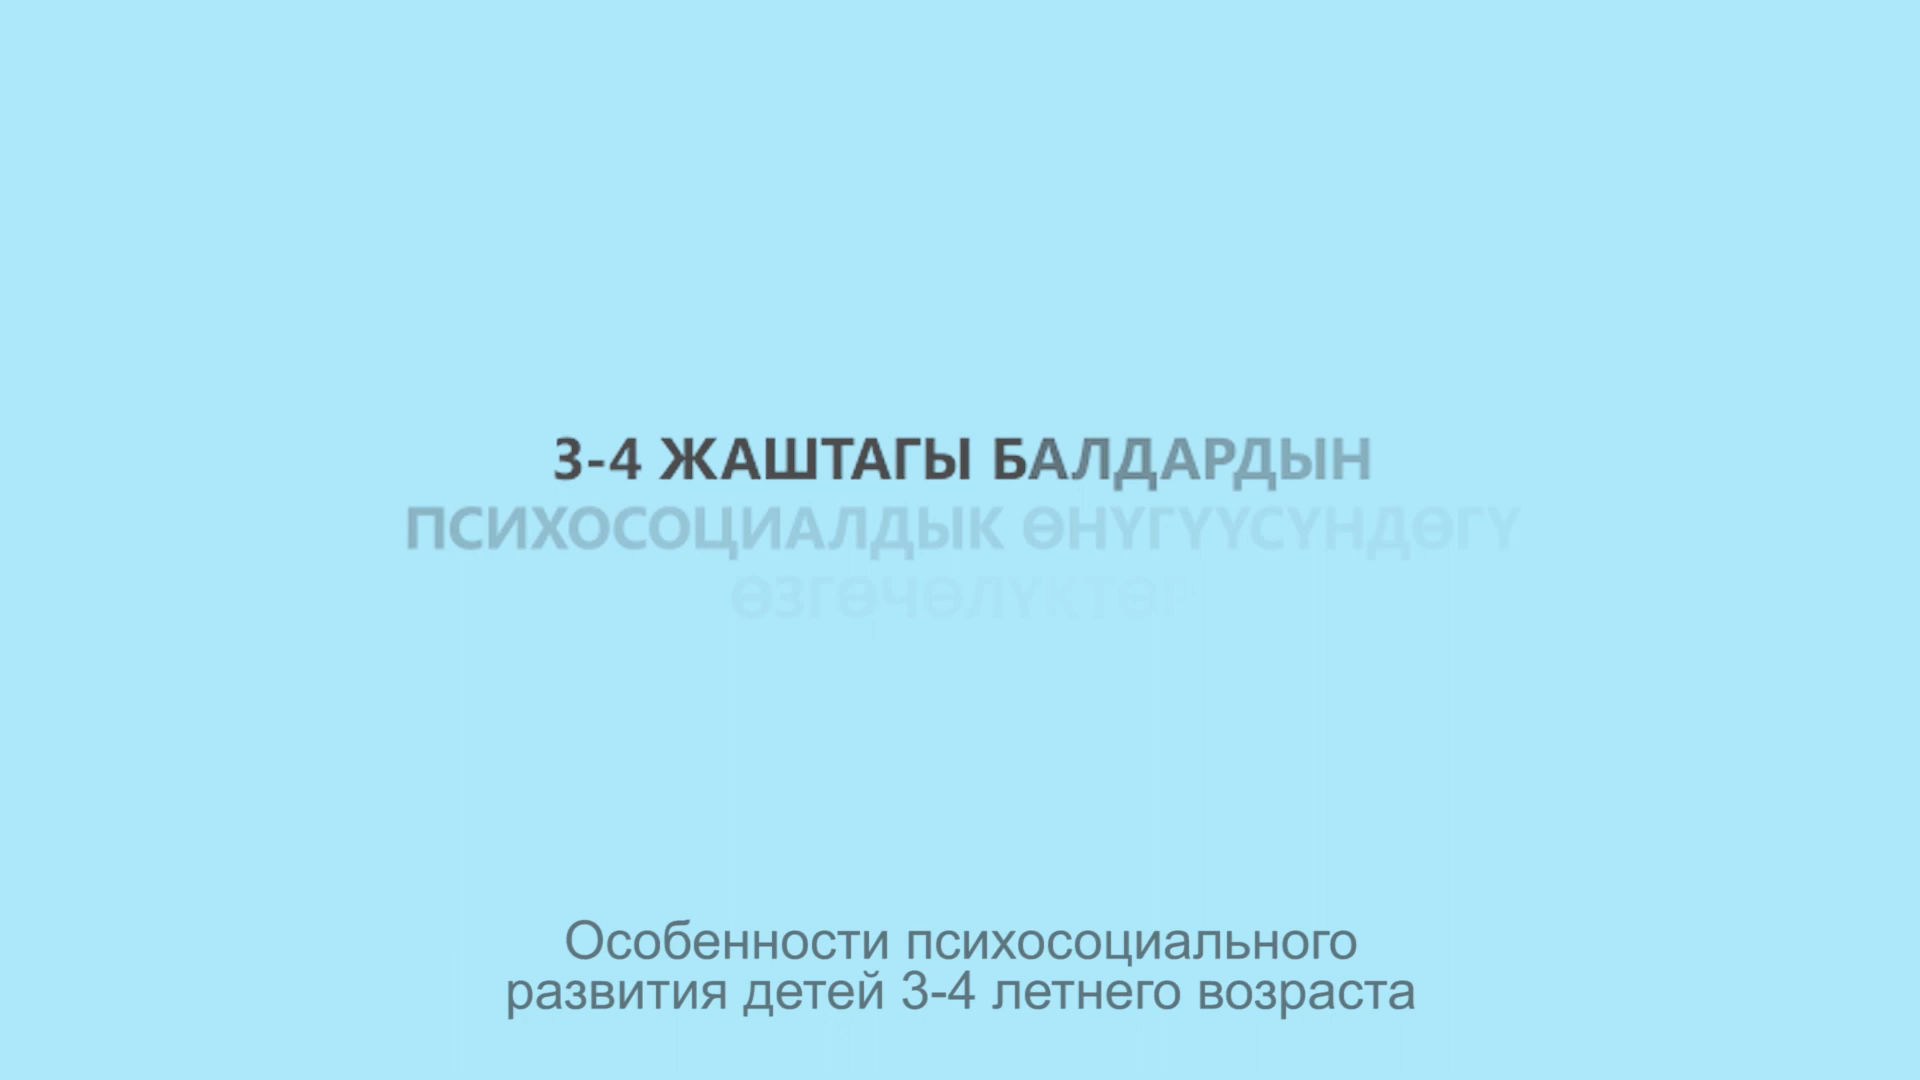 3-4 ЖАШТАГЫ БАЛДАРДЫН
ПСИХОСОЦИАЛДЫК ӨНҮГҮҮСҮНДӨГҮ
Особенности психосоциального
развития детей 3-4 летнего возраста